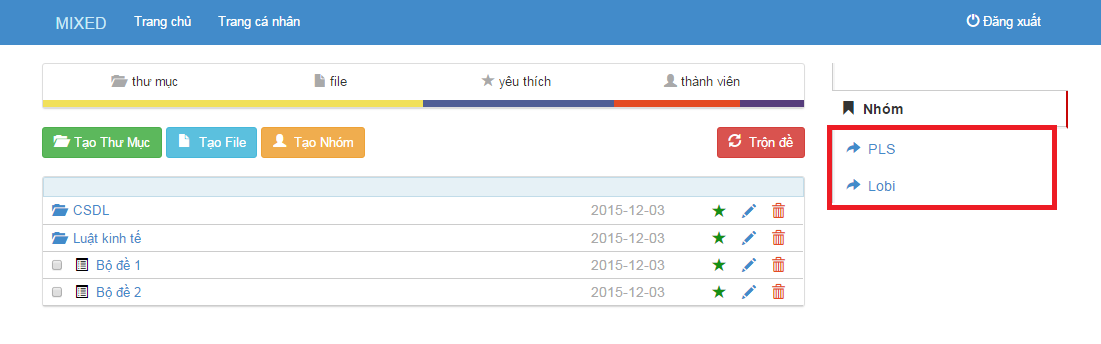 MIXED Trang chủ Trang cá nhân Đăng xuất
thư mục file yêu thích thành viên
Tạo Thư Mục Tạo File Tạo Nhóm Trộn đề
CSDL 2015-12-03
Luật kinh tế 2015-12-03
Bộ đề 1 2015-12-03
Bộ đề 2 2015-12-03
Nhóm
PLS
Lobi